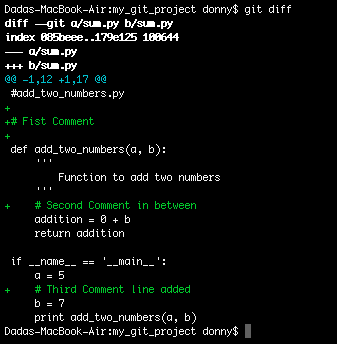 Dadas-MacBook-Air:my_git_project donny$ git diff
diff --git a/sum.py b/sum.py
index 085beee..179e125 100644
--- a/sum.py
+++ b/sum.py
@@ -1,12 +1,17 @@
 #add_two_numbers.py
+
+# Fist Comment
+
 def add_two_numbers(a, b):
     '''
        Function to add two numbers
     '''
+    # Second Comment in between
     addition = 0 + b
     return addition

 if __name__ == '__main__':
     a = 5
+    # Third Comment line added
     b = 7
     print add_two_numbers(a, b)
Dadas-MacBook-Air:my_git_project donny$